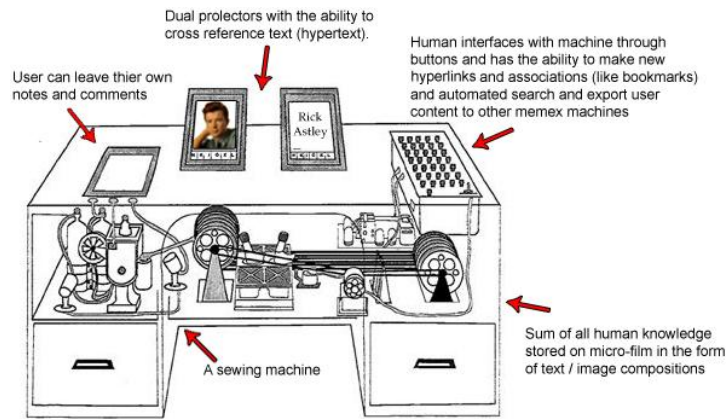 Dual prolectors with the ability to
cross reference text (hypertext).
Human interfaces with machine through
buttons and has the ability to make new
hyperlinks and associations (like bookmarks)
and automated search and export user
content to other memex machines
User can leave thier own
notes and comments
Rick
Astley
Sum of all human knowledge
stored on micro-film in the form
of text / image compositions
A sewing machine